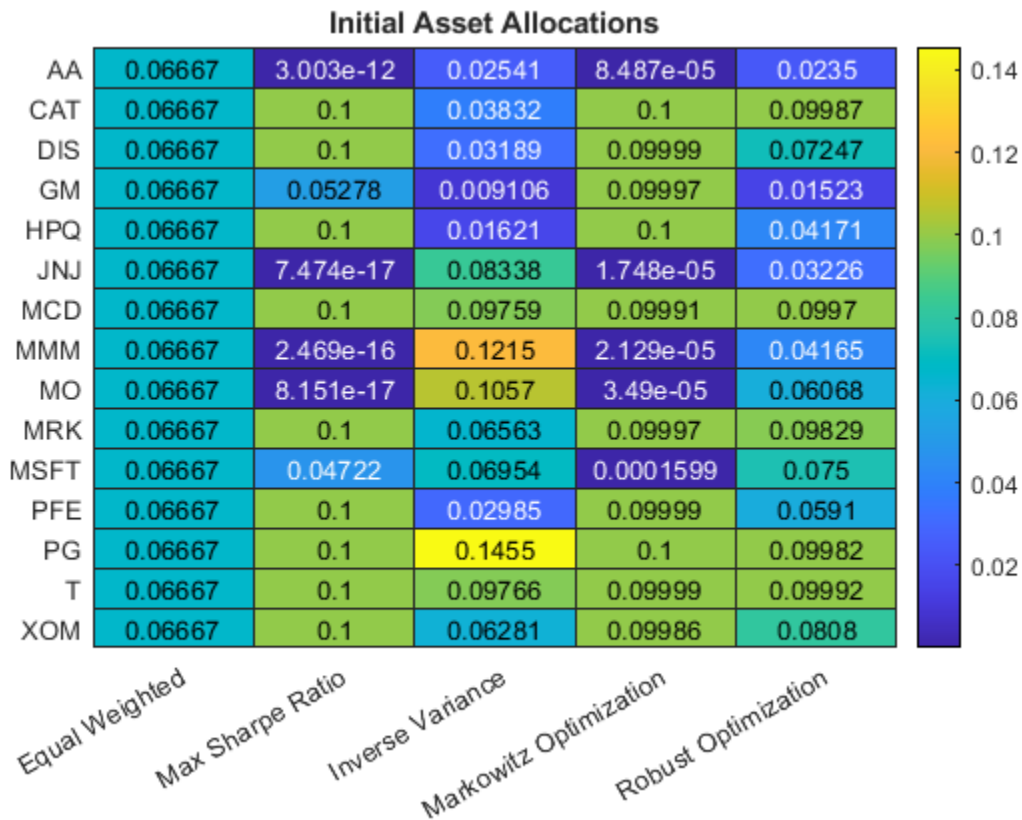 Initial Asset Allocations
AA 0.06667 3.003e-12 0.02541 8.487e-05 0.0235
CAT 0.06667 0.1 0.03832 0.1 0.09987
DIS 0.06667 0.1 0.03189 0.09999 0.07247
GM 0.06667 0.05278 0.009106 0.09997 0.01523
HPQ 0.06667 0.1 0.01621 0.1 0.04171
JNJ 0.06667 7.474e-17 0.08338 1.748e-05 0.03226
MCD 0.06667 0.1 0.09759 0.09991 0.0997
MMM 0.06667 2.469e-16 0.1215 2.129e-05 0.04165
MO 0.06667 8.151e-17 0.1057 3.49e-05 0.06068
MRK 0.06667 0.1 0.06563 0.09997 0.09829
MSFT 0.06667 0.04722 0.06954 0.0001599 0.075
PFE 0.06667 0.1 0.02985 0.09999 0.0591
PG 0.06667 0.1 0.1455 0.1 0.09982
T 0.06667 0.1 0.09766 0.09999 0.09992
XOM 0.06667 0.1 0.06281 0.09986 0.0808
Equal Weighted
Max Sharpe Ratio
Inverse Variance
Markowitz Optimization
Robust Optimization
0.14
0.12
0.1
0.08
0.06
0.04
0.02